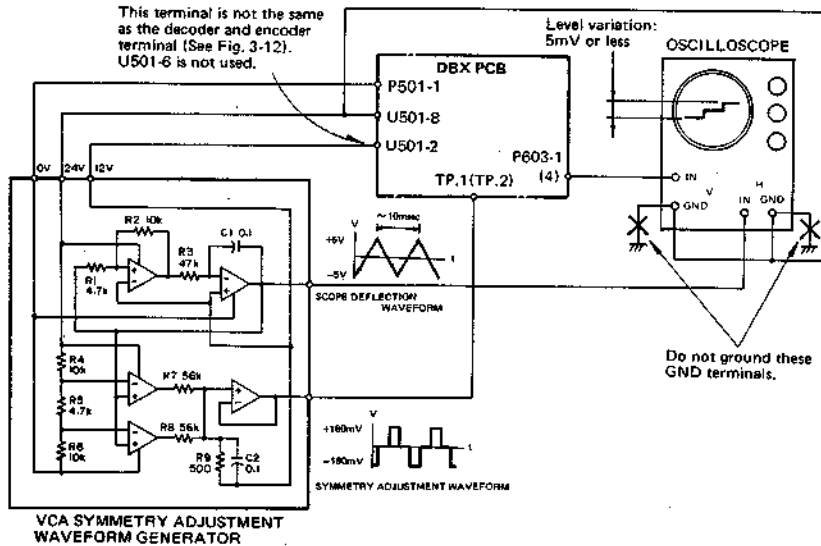 This terminal is not the same
as the decoder and encoder
terminal (See Fig. 3-12).
U501-6 is not used.
Level variation:
5mV or less
OSCILLOSCOPE
DBX PCB
P501-1
U501-8
U501-2
P603-1
(4)
TP.1(TP.2)
IN
GND
V
H
IN
GND
0V
24V
12V
R2 10k
C1 0.1
R3
47k
R1
4.7k
~10msec
V
+5V
-5V
t
SCOPE DEFLECTION
WAVEFORM
Do not ground these
GND terminals.
R4
10k
R5
4.7k
R6
10k
R7 56k
R8 56k
R9
500
C2
0.1
V
+180mV
-180mV
t
SYMMETRY ADJUSTMENT WAVEFORM
VCA SYMMETRY ADJUSTMENT
WAVEFORM GENERATOR